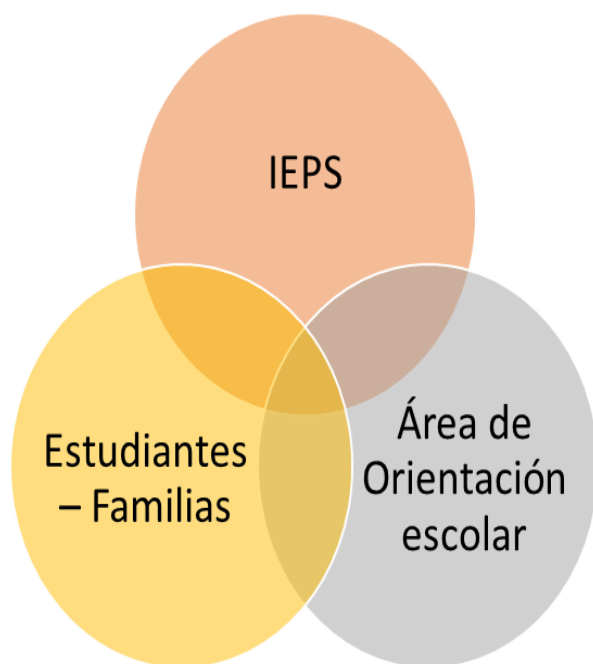 IEPS
Estudiantes
– Familias
Área de
Orientación
escolar